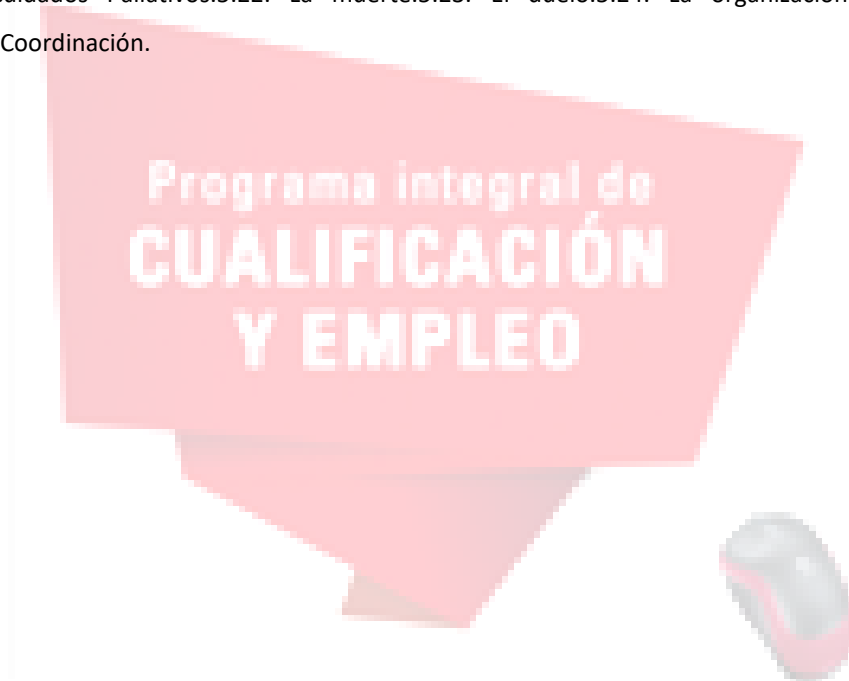 Paliativos.3.22. La muerte.3.23. El duelo.3.24. La organización
Coordinación.
Programa integral de
CUALIFICACIÓN
Y EMPLEO